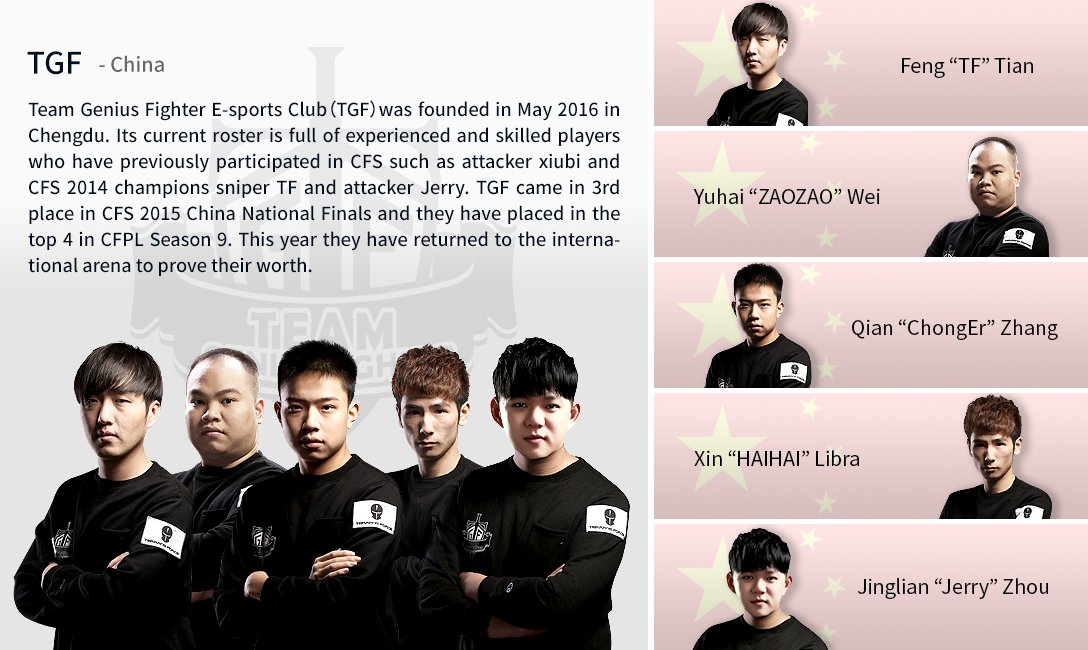 TGF - China
Team Genius Fighter E-sports Club（TGF）was founded in May 2016 in
Chengdu. Its current roster is full of experienced and skilled players
who have previously participated in CFS such as attacker xiubi and
CFS 2014 champions sniper TF and attacker Jerry. TGF came in 3rd
place in CFS 2015 China National Finals and they have placed in the
top 4 in CFPL Season 9. This year they have returned to the interna-
tional arena to prove their worth.
TEAM
Feng “TF” Tian
Yuhai “ZAOZAO” Wei
Qian “ChongEr” Zhang
Xin “HAIHAI” Libra
Jinglian “Jerry” Zhou